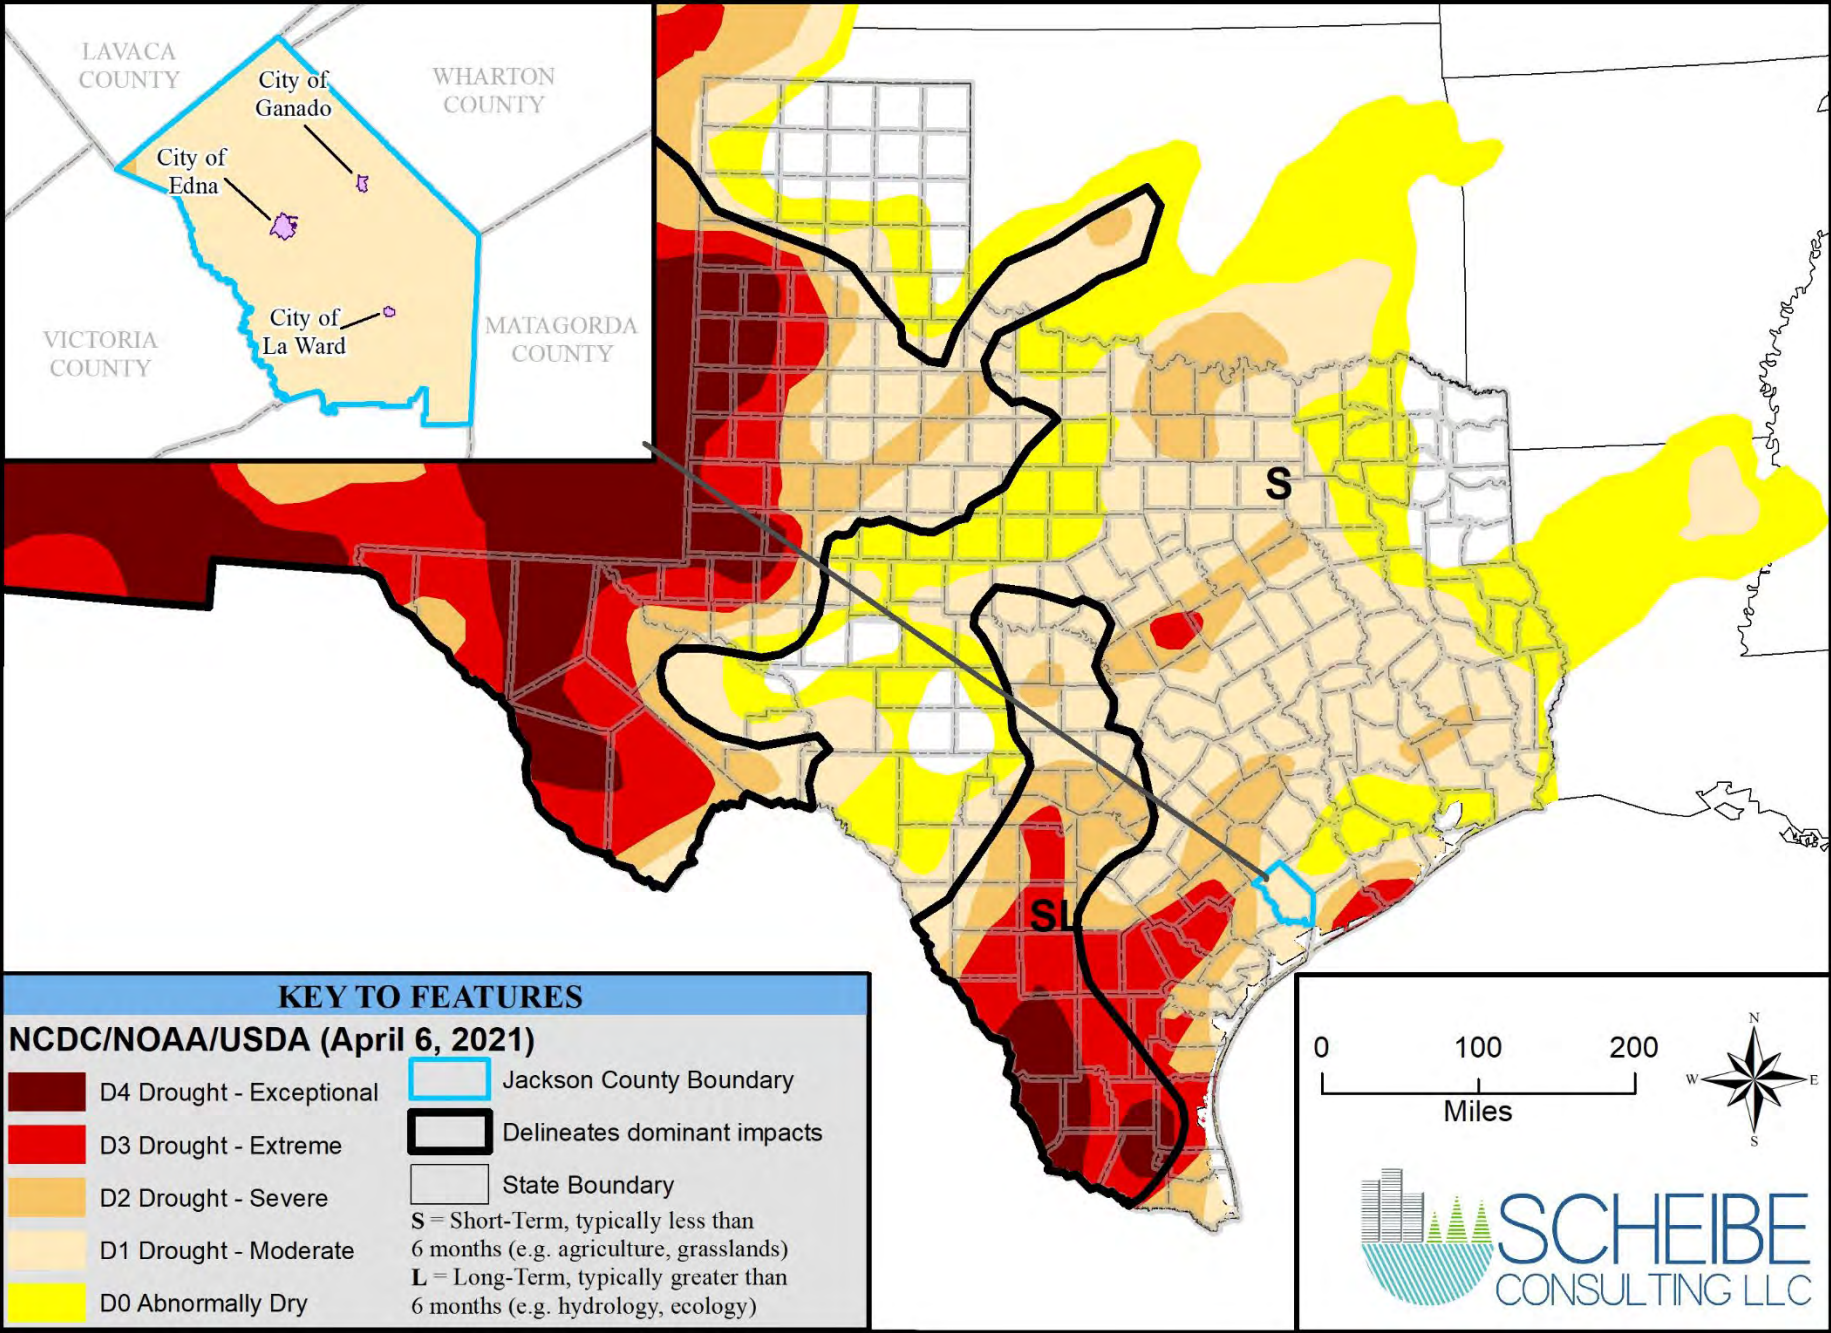 LAVACA
COUNTY
City of
Ganado
WHARTON
COUNTY
City of
Edna
City of
La Ward
VICTORIA
COUNTY
MATAGORDA
COUNTY
S
SL
KEY TO FEATURES
NCDC/NOAA/USDA (April 6, 2021)
D4 Drought - Exceptional
D3 Drought - Extreme
D2 Drought - Severe
D1 Drought - Moderate
D0 Abnormally Dry
Jackson County Boundary
Delineates dominant impacts
State Boundary
S = Short-Term, typically less than
6 months (e.g. agriculture, grasslands)
L = Long-Term, typically greater than
6 months (e.g. hydrology, ecology)
0 100 200
Miles
N
W E
S
SCHEIBE
CONSULTING LLC